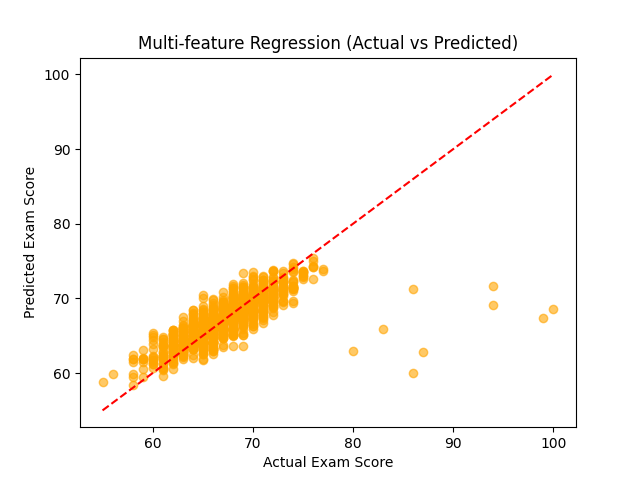 Multi-feature Regression (Actual vs Predicted)
100
90
80
70
60
Predicted Exam Score
60 70 80 90 100
Actual Exam Score